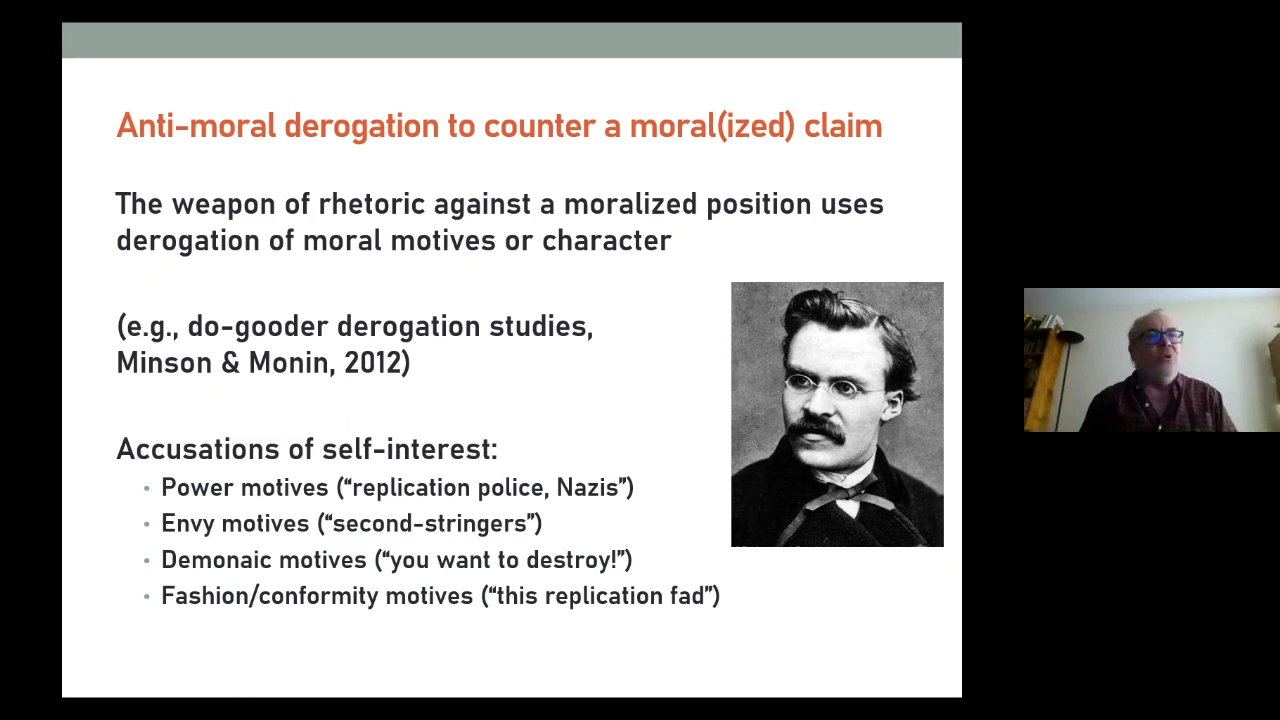 Anti-moral derogation to counter a moral(ized) claim
The weapon of rhetoric against a moralized position uses
derogation of moral motives or character
(e.g., do-gooder derogation studies,
Minson & Monin, 2012)
Accusations of self-interest:
• Power motives (“replication police, Nazis”)
• Envy motives (“second-stringers”)
• Demonaic motives (“you want to destroy!”)
• Fashion/conformity motives (“this replication fad”)